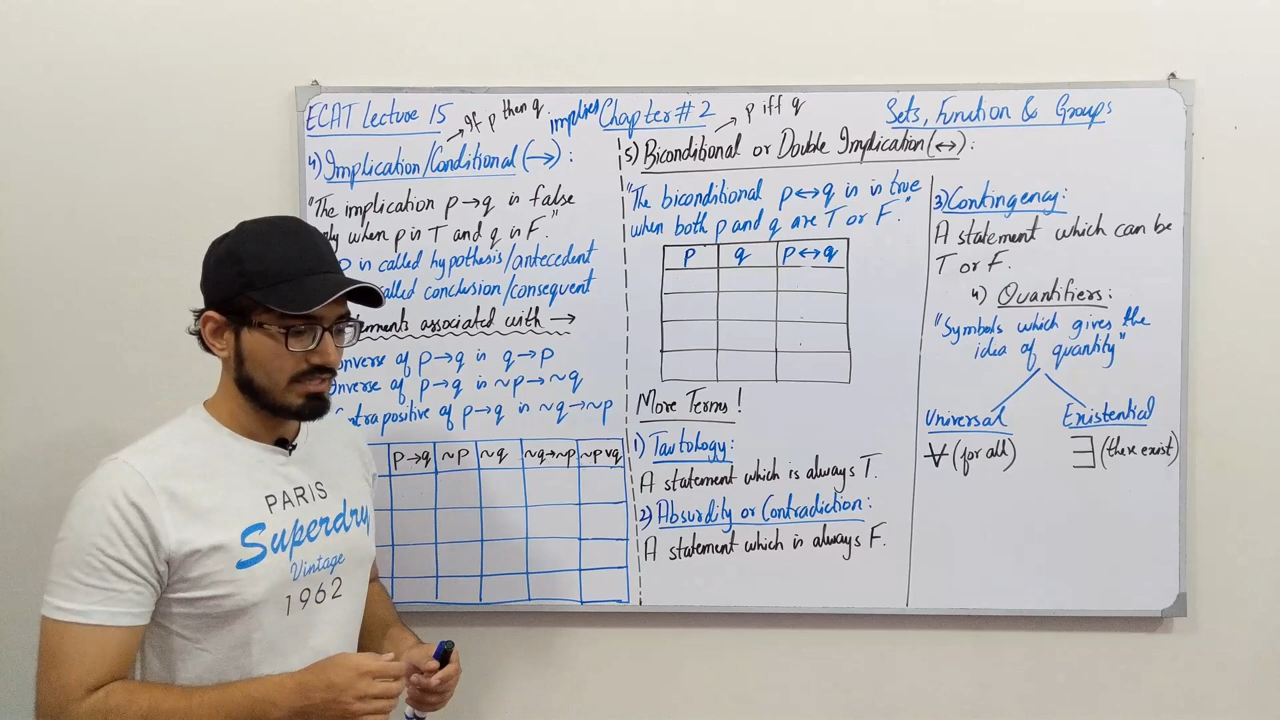 ECAT Lecture 15
Chapter # 2
Sets, Function & Groups
If p then q implies
4) Implication/Conditional (→) :
"The implication p→q is false
only when p is T and q is F."
p is called hypothesis/antecedent
called conclusion/consequent
associated with →
Converse of p→q is q→p
Inverse of p→q is ~p→~q
Contrapositive of p→q is ~q→~p
p→q ~p ~q ~q→~p ~p∨q
p iff q
5) Biconditional or Double Implication (↔) :
"The biconditional p↔q is is true
when both p and q are T or F."
p q p↔q
More Terms !
1) Tautology:
A statement which is always T.
2) Absurdity or Contradiction:
A statement which is always F.
3) Contingency:
A statement which can be
T or F.
4) Quantifiers:
"Symbols which gives the
idea of quantity"
Universal Existential
∀ (for all) ∃ (there exist)
PARIS
Superdry
Vintage
1962